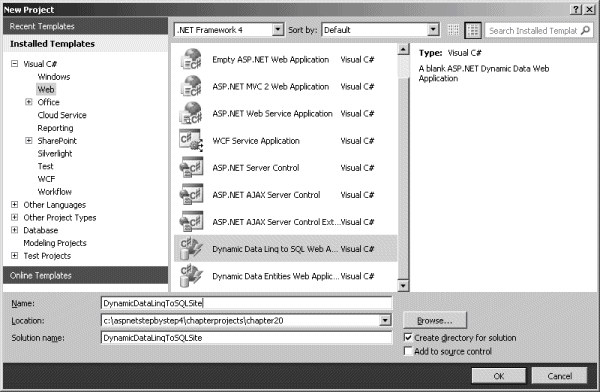 New Project
Recent Templates
Installed Templates
Visual C#
Windows
Web
Office
Cloud Service
Reporting
SharePoint
Silverlight
Test
WCF
Workflow
Other Languages
Other Project Types
Database
Modeling Projects
Test Projects
Online Templates
.NET Framework 4 Sort by: Default Search Installed Templat
Empty ASP.NET Web Application Visual C#
ASP.NET MVC 2 Web Application Visual C#
ASP.NET Web Service Application Visual C#
WCF Service Application Visual C#
ASP.NET Server Control Visual C#
ASP.NET AJAX Server Control Visual C#
ASP.NET AJAX Server Control Ext... Visual C#
Dynamic Data Linq to SQL Web A... Visual C#
Dynamic Data Entities Web Applic... Visual C#
Type: Visual C#
A blank ASP.NET Dynamic Data Web
Application
Name: DynamicDataLinqToSQLSite
Location: c:\aspnetstepbystep4\chapterprojects\chapter20 Browse...
Solution name: DynamicDataLinqToSQLSite
Create directory for solution
Add to source control
OK Cancel